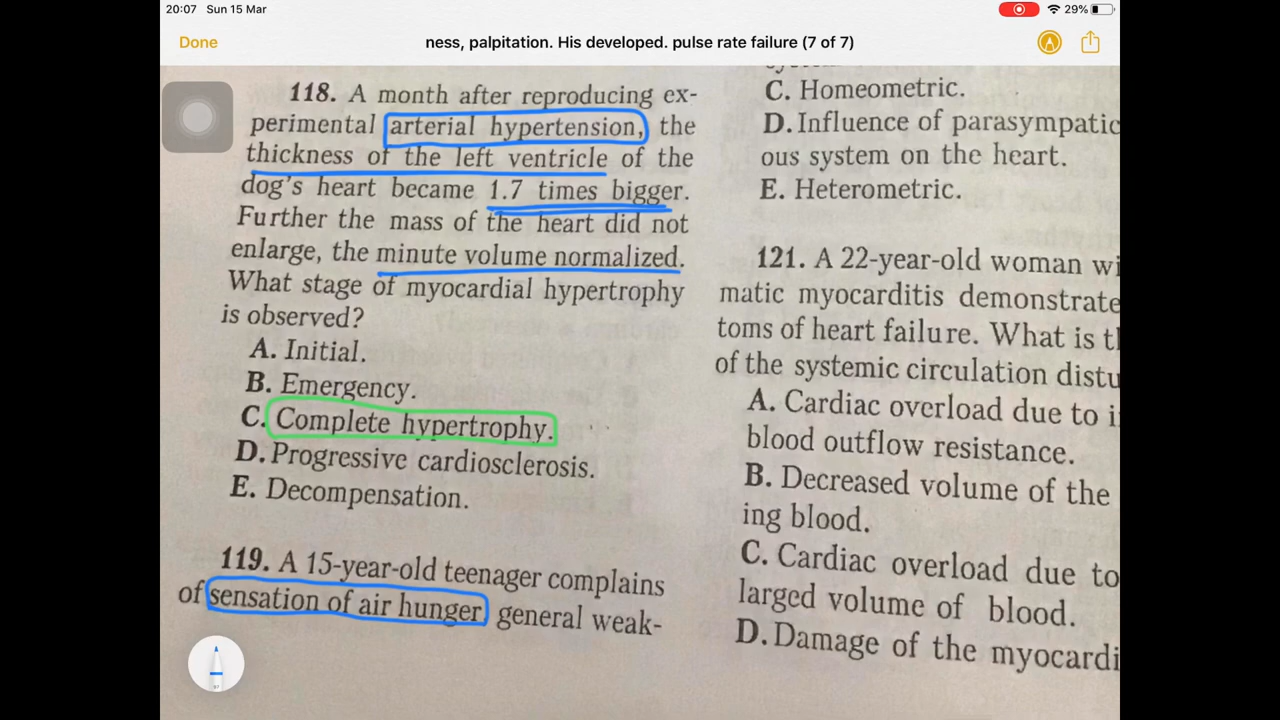 20:07 Sun 15 Mar
29%
Done
ness, palpitation. His developed. pulse rate failure (7 of 7)
118. A month after reproducing ex-
perimental arterial hypertension, the
thickness of the left ventricle of the
dog's heart became 1.7 times bigger.
Further the mass of the heart did not
enlarge, the minute volume normalized.
What stage of myocardial hypertrophy
is observed?
A. Initial.
B. Emergency.
C. Complete hypertrophy.
D. Progressive cardiosclerosis.
E. Decompensation.
119. A 15-year-old teenager complains
of sensation of air hunger general weak-
C. Homeometric.
D. Influence of parasympatic
ous system on the heart.
E. Heterometric.
121. A 22-year-old woman wi
matic myocarditis demonstrate
toms of heart failure. What is t
of the systemic circulation distu
A. Cardiac overload due to i
blood outflow resistance.
B. Decreased volume of the
ing blood.
C. Cardiac overload due to
larged volume of blood.
D. Damage of the myocardi